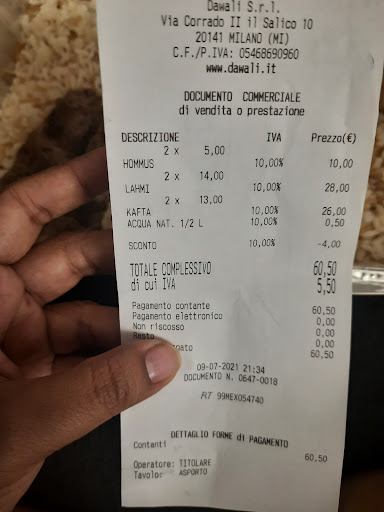 Dawali S.r.l.
Via Corrado II il Salico 10
20141 MILANO (MI)
C.F./P.IVA: 05468690960
www.dawali.it
DOCUMENTO COMMERCIALE
di vendita o prestazione
DESCRIZIONE IVA Prezzo(€)
2 x 5,00
HOMMUS 10,00% 10,00
2 x 14,00
LAHMI 10,00% 28,00
2 x 13,00
KAFTA 10,00% 26,00
ACQUA NAT. 1/2 L 10,00% 0,50
SCONTO 10,00% -4,00
TOTALE COMPLESSIVO 60,50
di cui IVA 5,50
Pagamento contante 60,50
Pagamento elettronico 0,00
Non riscosso 0,00
Resto 0,00
60,50
09-07-2021 21:34
DOCUMENTO N. 0647-0018
RT 99MEX054740
DETTAGLIO FORME di PAGAMENTO
Contanti 60,50
Operatore: TITOLARE
Tavolo: ASPORTO